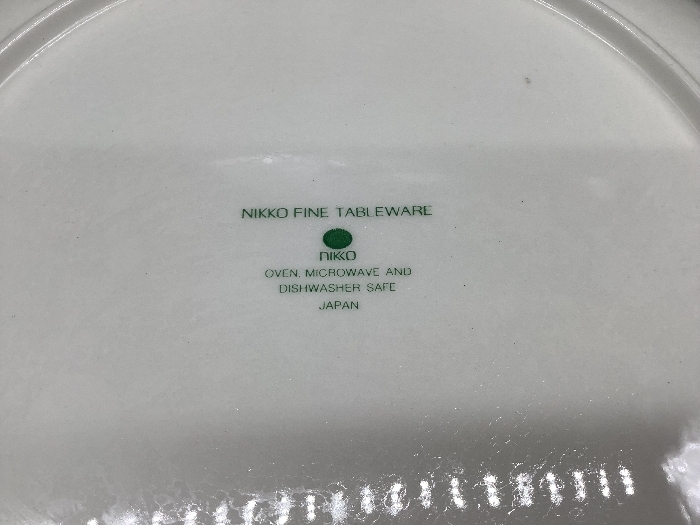 NIKKO FINE TABLEWARE
NIKKO
OVEN, MICROWAVE AND
DISHWASHER SAFE
JAPAN